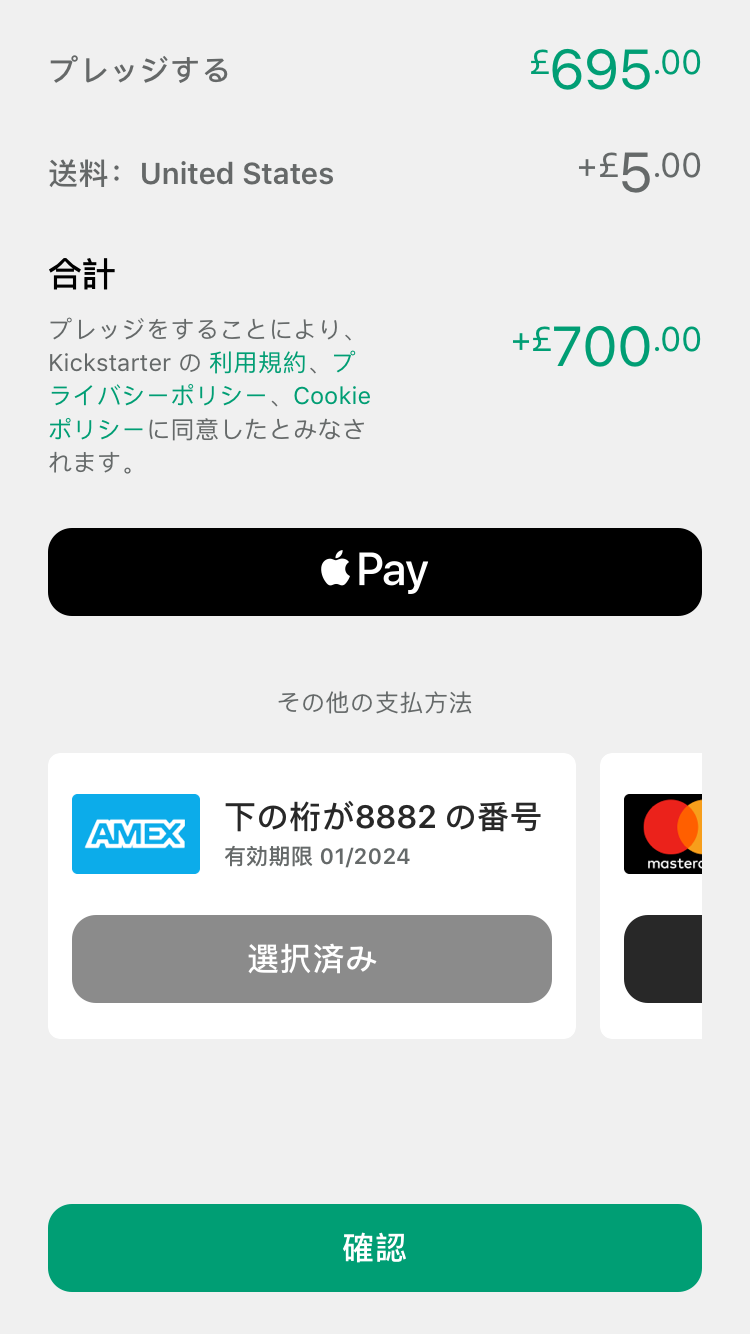 プレッジする £695.00
送料： United States +£5.00
合計
プレッジをすることにより、
Kickstarter の 利用規約、プ
ライバシーポリシー、Cookie
ポリシーに同意したとみなさ
れます。
+£700.00
Pay
その他の支払方法
AMEX
下の桁が8882 の番号
有効期限 01/2024
選択済み
masterc
確認